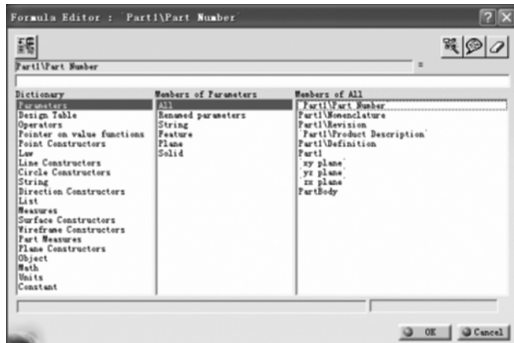 Formula Editor : `Part1\Part Number`
`Part1\Part Number` =
Dictionary
Parameters
Design Table
Operators
Pointer on value functions
Point Constructors
Law
Line Constructors
Circle Constructors
String
Direction Constructors
List
Measures
Surface Constructors
Wireframe Constructors
Part Measures
Plane Constructors
Object
Math
Units
Constant
Members of Parameters
All
Renamed parameters
String
Feature
Plane
Solid
Members of All
`Part1\Part Number`
Part1\Nomenclature
Part1\Revision
`Part1\Product Description`
Part1\Definition
Part1
`xy plane`
`yz plane`
`zx plane`
PartBody
OK
Cancel